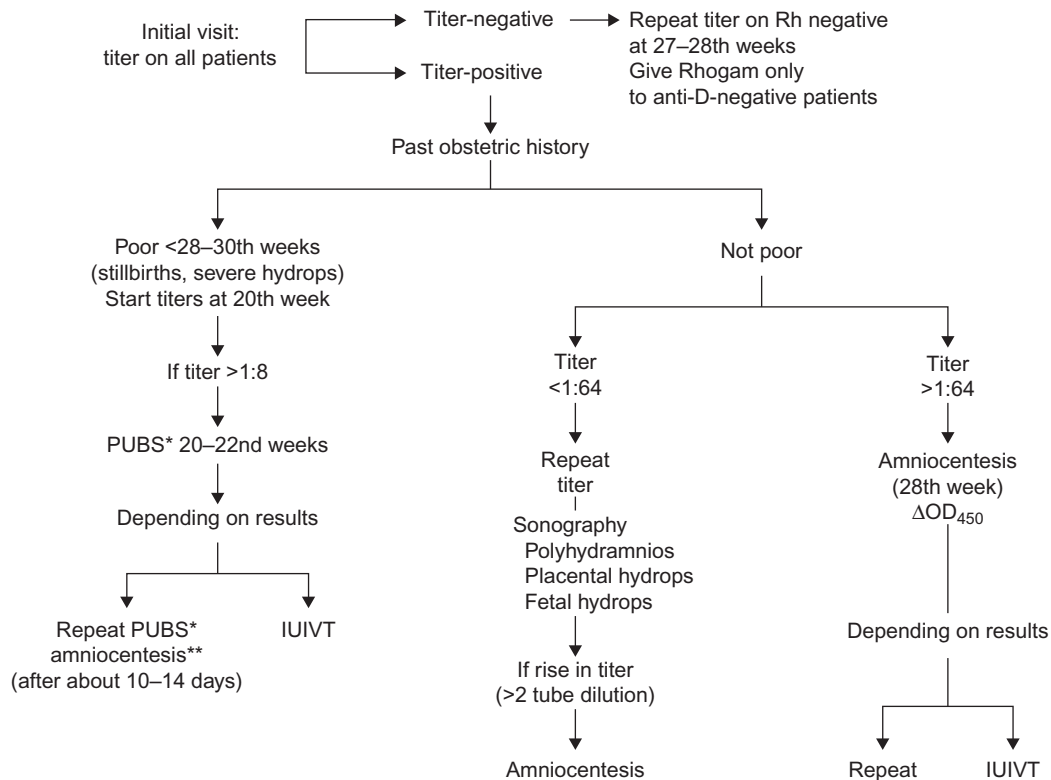 Initial visit:
titer on all patients
Titer-negative
Repeat titer on Rh negative
at 27–28th weeks
Give Rhogam only
to anti-D-negative patients
Titer-positive
Past obstetric history
Poor <28–30th weeks
(stillbirths, severe hydrops)
Start titers at 20th week
If titer >1:8
PUBS* 20–22nd weeks
Depending on results
Repeat PUBS*
amniocentesis**
(after about 10–14 days)
IUIVT
Not poor
Titer
<1:64
Repeat
titer
Sonography
Polyhydramnios
Placental hydrops
Fetal hydrops
If rise in titer
(>2 tube dilution)
Amniocentesis
Titer
>1:64
Amniocentesis
(28th week)
ΔOD450
Depending on results
Repeat
IUIVT